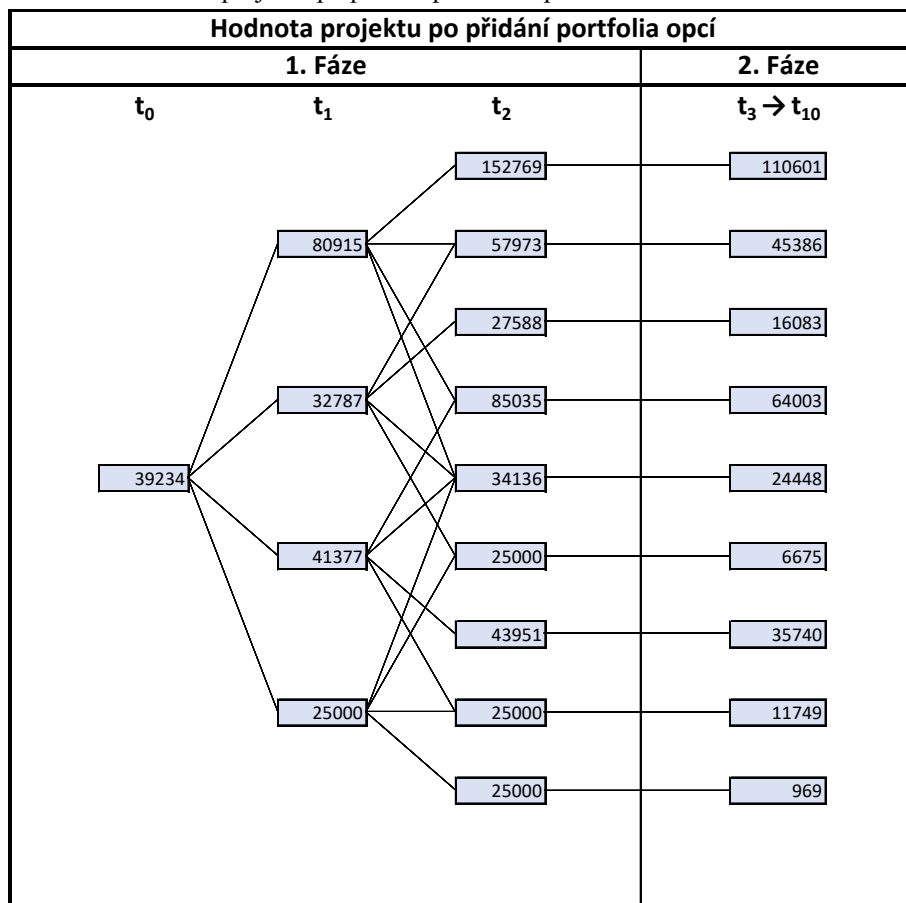 Hodnota projektu po přidání portfolia opcí
1. Fáze 2. Fáze
t0 t1 t2 t3 → t10
152769 110601
80915 57973 45386
27588 16083
32787 85035 64003
39234 34136 24448
41377 25000 6675
43951 35740
25000 25000 11749
25000 969